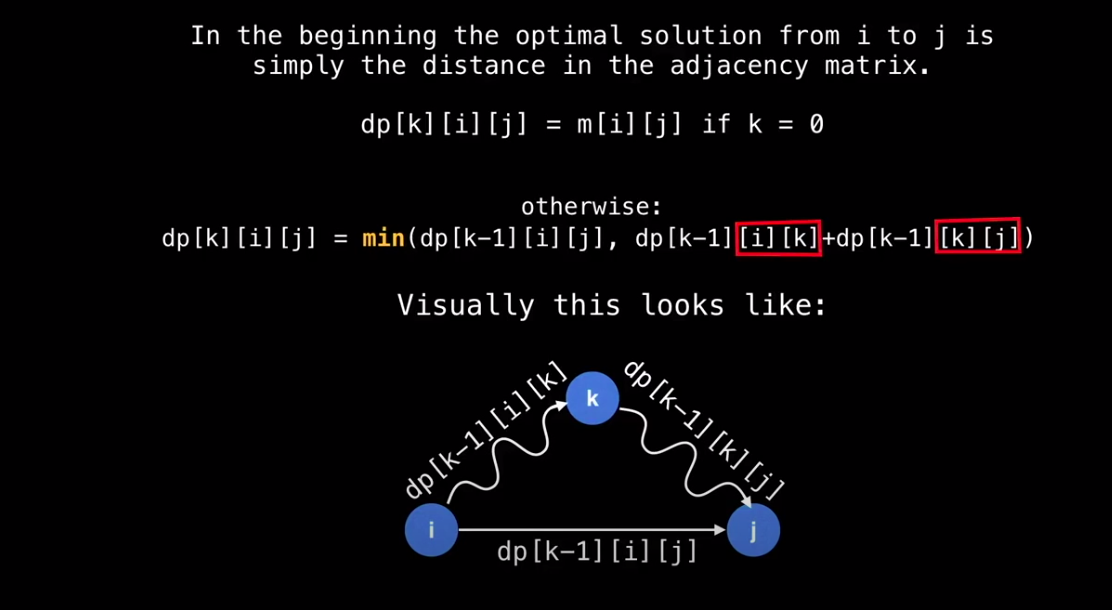 In the beginning the optimal solution from i to j is
simply the distance in the adjacency matrix.
dp[k][i][j] = m[i][j] if k = 0
otherwise:
dp[k][i][j] = min(dp[k-1][i][j], dp[k-1][i][k]+dp[k-1][k][j])
Visually this looks like:
dp[k-1][i][k]
k
dp[k-1][k][j]
i
j
dp[k-1][i][j]